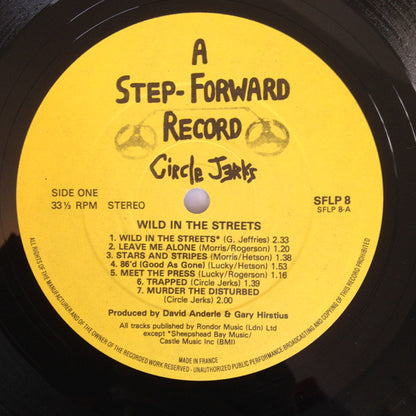 A
STEP-FORWARD
RECORD
Circle Jerks
SIDE ONE
33⅓ RPM STEREO
SFLP 8
SFLP 8-A
WILD IN THE STREETS
1. WILD IN THE STREETS* (G. Jeffries) 2.33
2. LEAVE ME ALONE (Morris/Rogerson) 1.20
3. STARS AND STRIPES (Morris/Hetson) 1.38
4. 86'd (Good As Gone) (Lucky/Hetson) 1.53
5. MEET THE PRESS (Lucky/Rogerson) 1.16
6. TRAPPED (Circle Jerks) 1.39
7. MURDER THE DISTURBED
(Circle Jerks) 2.00
Produced by David Anderle & Gary Hirstius
All tracks published by Rondor Music (Ldn) Ltd
except *Sheepshead Bay Music/
Castle Music Inc (BMI)
MADE IN FRANCE
ALL RIGHTS OF THE MANUFACTURER AND OF THE OWNER OF THE RECORDED WORK RESERVED - UNAUTHORIZED PUBLIC PERFORMANCE BROADCASTING AND COPYING OF THIS RECORD PROHIBITED